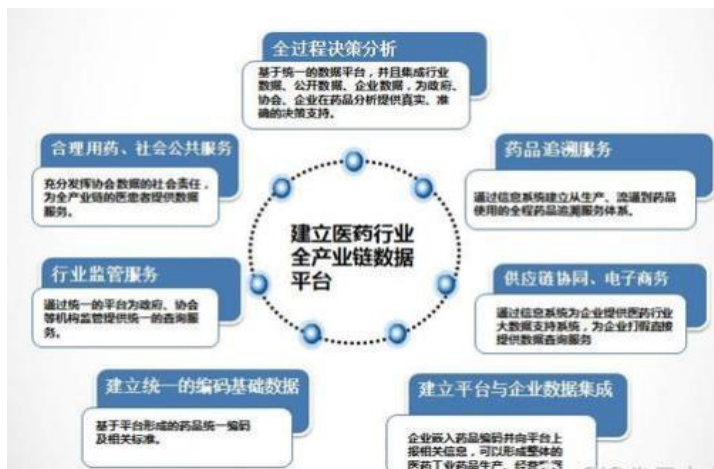 全过程决策分析
基于统一的数据平台，并且集成行业
数据、公开数据、企业数据，为政府、
协会、企业在药品分析提供真实、准
确的决策支持。
合理用药、社会公共服务
充分发挥协会数据的社会责任，
为全产业链的医患者提供数据
服务。
药品追溯服务
通过信息系统建立从生产、流通到药品
使用的全程药品追溯服务体系。
建立医药行业
全产业链数据
平台
行业监管服务
通过统一的平台为政府、协会
等机构监管提供统一的查询服
务。
供应链协同、电子商务
通过信息系统为企业提供医药行业
大数据支持系统，为企业打假直接
提供数据查询服务
建立统一的编码基础数据
基于平台形成的药品统一编码
及相关标准。
建立平台与企业数据集成
企业嵌入药品编码并向平台上
报相关信息，可以形成整体的
医药工业药品生产、经营